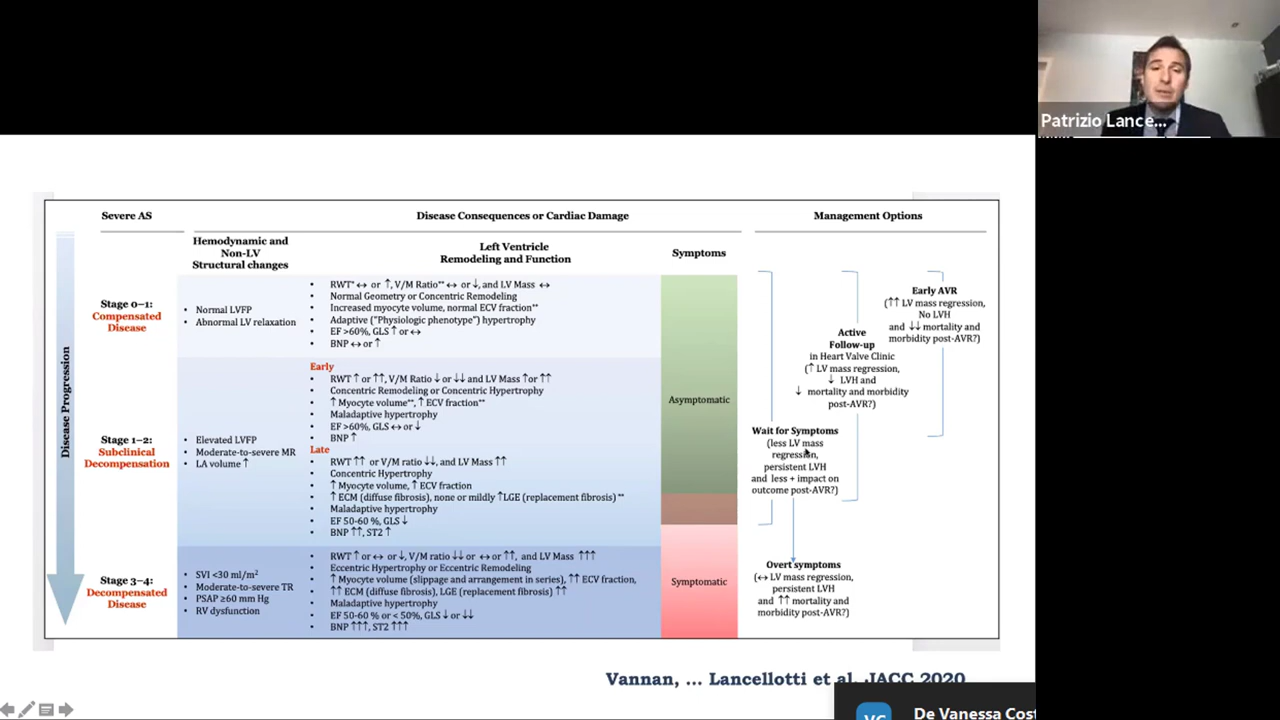 Patrizio Lance...
Severe AS
Disease Consequences or Cardiac Damage
Management Options
Hemodynamic and
Non-LV
Structural changes
Left Ventricle
Remodeling and Function
Symptoms
Disease Progression
Stage 0–1:
Compensated
Disease
• Normal LVFP
• Abnormal LV relaxation
• RWT* ↔ or ↑, V/M Ratio** ↔ or ↓, and LV Mass ↔
• Normal Geometry or Concentric Remodeling
• Increased myocyte volume, normal ECV fraction**
• Adaptive ("Physiologic phenotype") hypertrophy
• EF >60%, GLS ↑ or ↔
• BNP ↔ or ↑
Stage 1–2:
Subclinical
Decompensation
• Elevated LVFP
• Moderate-to-severe MR
• LA volume ↑
Early
• RWT ↑ or ↑↑, V/M Ratio ↓ or ↓↓ and LV Mass ↑or ↑↑
• Concentric Remodeling or Concentric Hypertrophy
• ↑ Myocyte volume**, ↑ ECV fraction**
• Maladaptive hypertrophy
• EF >60%, GLS ↔ or ↓
• BNP ↑
Late
• RWT ↑↑ or V/M ratio ↓↓, and LV Mass ↑↑
• Concentric Hypertrophy
• ↑ Myocyte volume, ↑ ECV fraction
• ↑ ECM (diffuse fibrosis), none or mildly ↑LGE (replacement fibrosis) **
• Maladaptive hypertrophy
• EF 50-60 %, GLS ↓
• BNP ↑↑, ST2 ↑
Asymptomatic
Stage 3–4:
Decompensated
Disease
• SVI <30 ml/m²
• Moderate-to-severe TR
• PSAP ≥60 mm Hg
• RV dysfunction
• RWT ↑ or ↔ or ↓, V/M ratio ↓↓ or ↔ or ↑↑, and LV Mass ↑↑↑
• Eccentric Hypertrophy or Eccentric Remodeling
• ↑ Myocyte volume (slippage and arrangement in series), ↑↑ ECV fraction,
• ↑↑ ECM (diffuse fibrosis), LGE (replacement fibrosis) ↑↑
• Maladaptive hypertrophy
• EF 50-60 % or < 50%, GLS ↓ or ↓↓
• BNP ↑↑↑, ST2 ↑↑↑
Symptomatic
Early AVR
(↑↑ LV mass regression,
No LVH
and ↓↓ mortality and
morbidity post-AVR?)
Active
Follow-up
in Heart Valve Clinic
(↑ LV mass regression,
↓ LVH and
↓ mortality and morbidity
post-AVR?)
Wait for Symptoms
(less LV mass
regression,
persistent LVH
and less + impact on
outcome post-AVR?)
Overt symptoms
(↔ LV mass regression,
persistent LVH
and ↑↑ mortality and
morbidity post-AVR?)
Vannan, ... Lancellotti et al. JACC 2020
VC
De Vanessa Cost